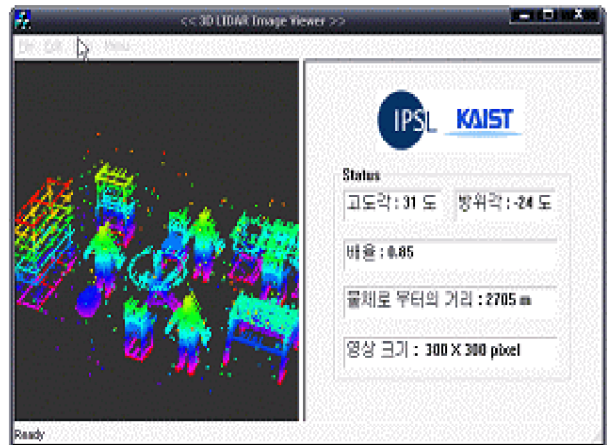 << 3D LIDAR Image Viewer >>
Menu
IPSL KAIST
Status
고도각 : 31 도 방위각 : -24 도
배율 : 0.85
물체로 부터의 거리 : 2705 m
영상 크기 : 300 X 300 pixel
Ready